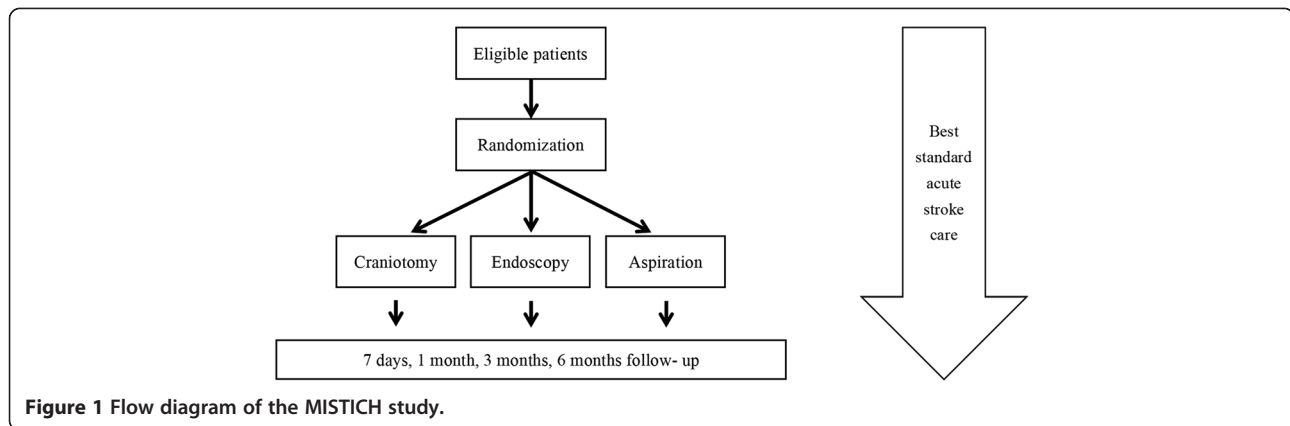 Eligible patients
Randomization
Craniotomy
Endoscopy
Aspiration
7 days, 1 month, 3 months, 6 months follow- up
Best
standard
acute
stroke
care
Figure 1 Flow diagram of the MISTICH study.